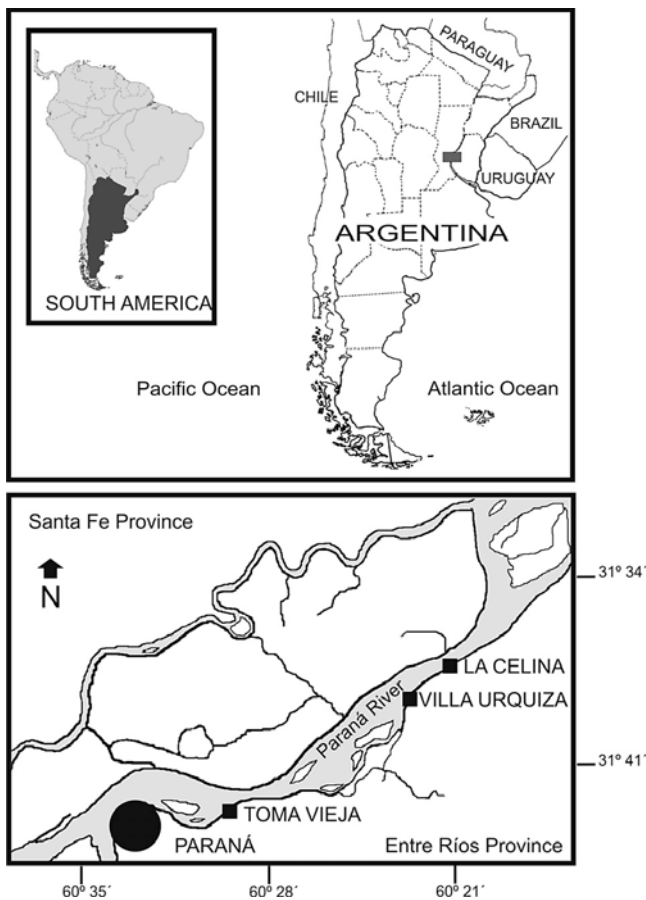 PARAGUAY
CHILE
BRAZIL
URUGUAY
ARGENTINA
SOUTH AMERICA
Pacific Ocean
Atlantic Ocean
Santa Fe Province
N
31º 34´
LA CELINA
VILLA URQUIZA
Paraná River
31º 41´
TOMA VIEJA
PARANÁ
Entre Ríos Province
60º 35´ 60º 28´ 60º 21´